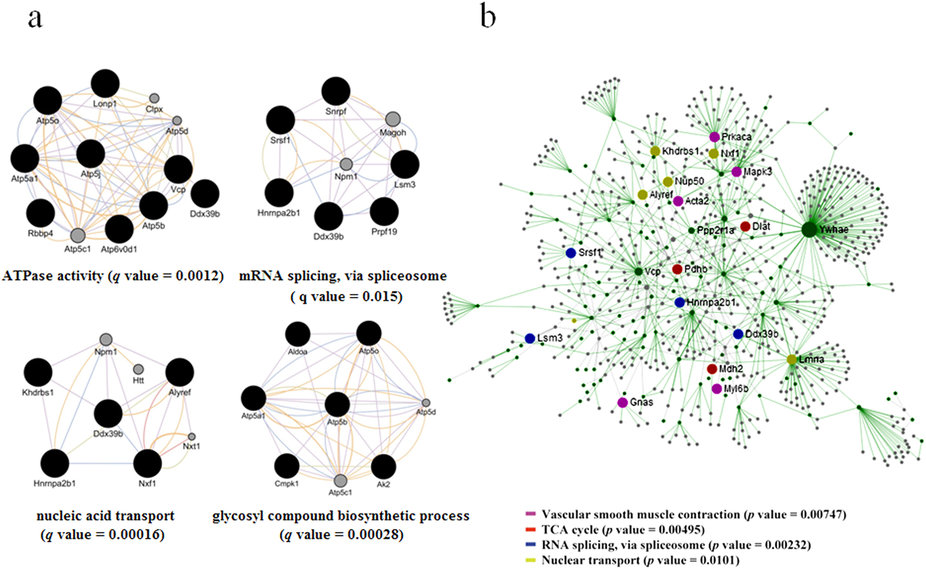 a
b
Lonp1
Clpx
Atp5o
Atp5d
Atp5a1
Atp5j
Vcp
Ddx39b
Rbbp4
Atp5c1
Atp6v0d1
Atp5b
ATPase activity (q value = 0.0012)
Snrpf
Srsf1
Magoh
Npm1
Lsm3
Hnrnpa2b1
Ddx39b
Prpf19
mRNA splicing, via spliceosome
( q value = 0.015)
Npm1
Htt
Khdrbs1
Alyref
Ddx39b
Nxt1
Hnrnpa2b1
Nxf1
nucleic acid transport
(q value = 0.00016)
Aldoa
Atp5o
Atp5a1
Atp5b
Atp5d
Cmpk1
Atp5c1
Ak2
glycosyl compound biosynthetic process
(q value = 0.00028)
Prkaca
Khdrbs1
Nxf1
Mapk3
Nup50
Alyref
Acta2
Ppp2r1a
Dlat
Ywhae
Srsf1
Vcp
Pdhb
Hnrnpa2b1
Lsm3
Ddx39b
Lmna
Mdh2
Myl6b
Gnas
Vascular smooth muscle contraction (p value = 0.00747)
TCA cycle (p value = 0.00495)
RNA splicing, via spliceosome (p value = 0.00232)
Nuclear transport (p value = 0.0101)